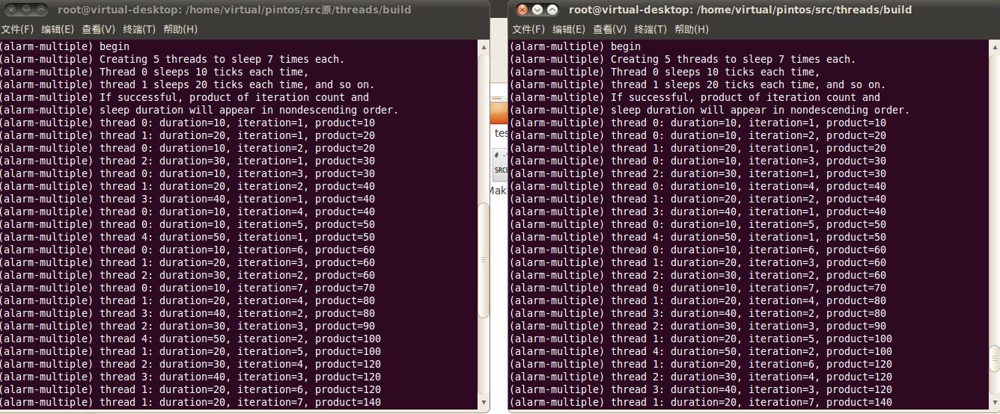 root@virtual-desktop: /home/virtual/pintos/src原/threads/build
文件(F) 编辑(E) 查看(V) 终端(T) 帮助(H)
(alarm-multiple) begin
(alarm-multiple) Creating 5 threads to sleep 7 times each.
(alarm-multiple) Thread 0 sleeps 10 ticks each time,
(alarm-multiple) thread 1 sleeps 20 ticks each time, and so on.
(alarm-multiple) If successful, product of iteration count and
(alarm-multiple) sleep duration will appear in nondescending order.
(alarm-multiple) thread 0: duration=10, iteration=1, product=10
(alarm-multiple) thread 1: duration=20, iteration=1, product=20
(alarm-multiple) thread 0: duration=10, iteration=2, product=20
(alarm-multiple) thread 2: duration=30, iteration=1, product=30
(alarm-multiple) thread 0: duration=10, iteration=3, product=30
(alarm-multiple) thread 1: duration=20, iteration=2, product=40
(alarm-multiple) thread 3: duration=40, iteration=1, product=40
(alarm-multiple) thread 0: duration=10, iteration=4, product=40
(alarm-multiple) thread 0: duration=10, iteration=5, product=50
(alarm-multiple) thread 4: duration=50, iteration=1, product=50
(alarm-multiple) thread 0: duration=10, iteration=6, product=60
(alarm-multiple) thread 1: duration=20, iteration=3, product=60
(alarm-multiple) thread 2: duration=30, iteration=2, product=60
(alarm-multiple) thread 0: duration=10, iteration=7, product=70
(alarm-multiple) thread 1: duration=20, iteration=4, product=80
(alarm-multiple) thread 3: duration=40, iteration=2, product=80
(alarm-multiple) thread 2: duration=30, iteration=3, product=90
(alarm-multiple) thread 4: duration=50, iteration=2, product=100
(alarm-multiple) thread 1: duration=20, iteration=5, product=100
(alarm-multiple) thread 2: duration=30, iteration=4, product=120
(alarm-multiple) thread 3: duration=40, iteration=3, product=120
(alarm-multiple) thread 1: duration=20, iteration=6, product=120
(alarm-multiple) thread 1: duration=20, iteration=7, product=140
tes
# -*
SRCD
Mak
root@virtual-desktop: /home/virtual/pintos/src/threads/build
文件(F) 编辑(E) 查看(V) 终端(T) 帮助(H)
(alarm-multiple) begin
(alarm-multiple) Creating 5 threads to sleep 7 times each.
(alarm-multiple) Thread 0 sleeps 10 ticks each time,
(alarm-multiple) thread 1 sleeps 20 ticks each time, and so on.
(alarm-multiple) If successful, product of iteration count and
(alarm-multiple) sleep duration will appear in nondescending order.
(alarm-multiple) thread 0: duration=10, iteration=1, product=10
(alarm-multiple) thread 0: duration=10, iteration=2, product=20
(alarm-multiple) thread 1: duration=20, iteration=1, product=20
(alarm-multiple) thread 0: duration=10, iteration=3, product=30
(alarm-multiple) thread 2: duration=30, iteration=1, product=30
(alarm-multiple) thread 0: duration=10, iteration=4, product=40
(alarm-multiple) thread 1: duration=20, iteration=2, product=40
(alarm-multiple) thread 3: duration=40, iteration=1, product=40
(alarm-multiple) thread 0: duration=10, iteration=5, product=50
(alarm-multiple) thread 4: duration=50, iteration=1, product=50
(alarm-multiple) thread 0: duration=10, iteration=6, product=60
(alarm-multiple) thread 1: duration=20, iteration=3, product=60
(alarm-multiple) thread 2: duration=30, iteration=2, product=60
(alarm-multiple) thread 0: duration=10, iteration=7, product=70
(alarm-multiple) thread 1: duration=20, iteration=4, product=80
(alarm-multiple) thread 3: duration=40, iteration=2, product=80
(alarm-multiple) thread 2: duration=30, iteration=3, product=90
(alarm-multiple) thread 1: duration=20, iteration=5, product=100
(alarm-multiple) thread 4: duration=50, iteration=2, product=100
(alarm-multiple) thread 1: duration=20, iteration=6, product=120
(alarm-multiple) thread 2: duration=30, iteration=4, product=120
(alarm-multiple) thread 3: duration=40, iteration=3, product=120
(alarm-multiple) thread 1: duration=20, iteration=7, product=140